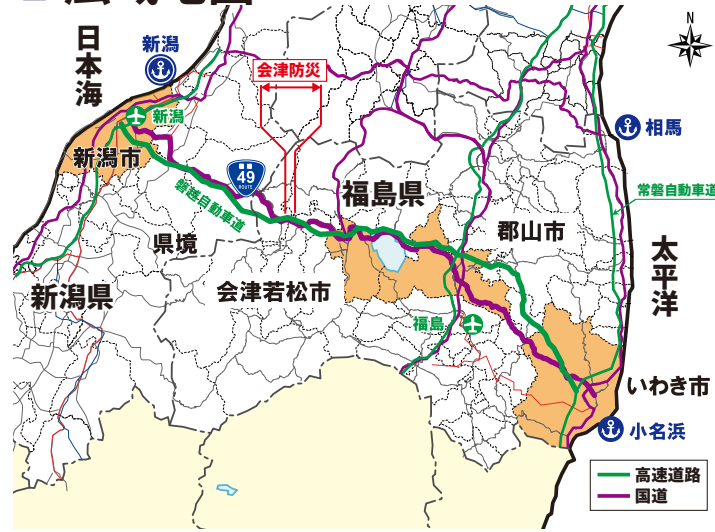 日本海
新潟
会津防災
N
新潟
相馬
新潟市
49
ROUTE
福島県
常磐自動車道
磐越自動車道
郡山市
県境
太平洋
新潟県
会津若松市
福島
いわき市
小名浜
高速道路
国道